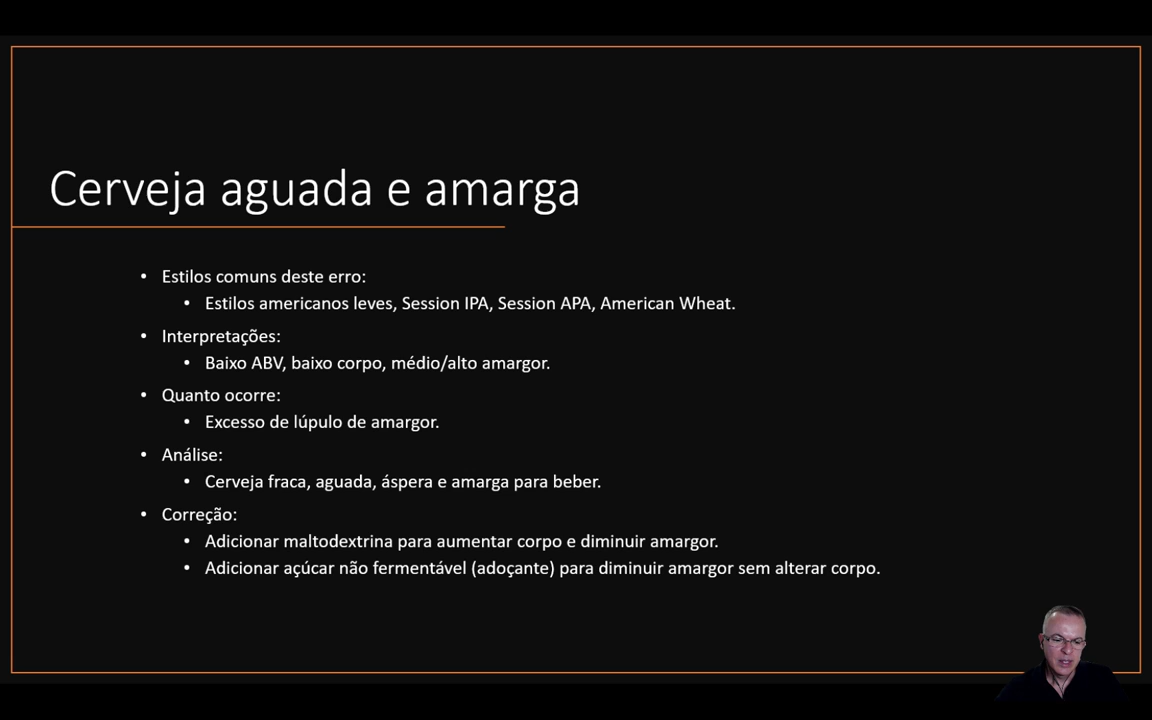 Cerveja aguada e amarga
• Estilos comuns deste erro:
• Estilos americanos leves, Session IPA, Session APA, American Wheat.
• Interpretações:
• Baixo ABV, baixo corpo, médio/alto amargor.
• Quanto ocorre:
• Excesso de lúpulo de amargor.
• Análise:
• Cerveja fraca, aguada, áspera e amarga para beber.
• Correção:
• Adicionar maltodextrina para aumentar corpo e diminuir amargor.
• Adicionar açúcar não fermentável (adoçante) para diminuir amargor sem alterar corpo.